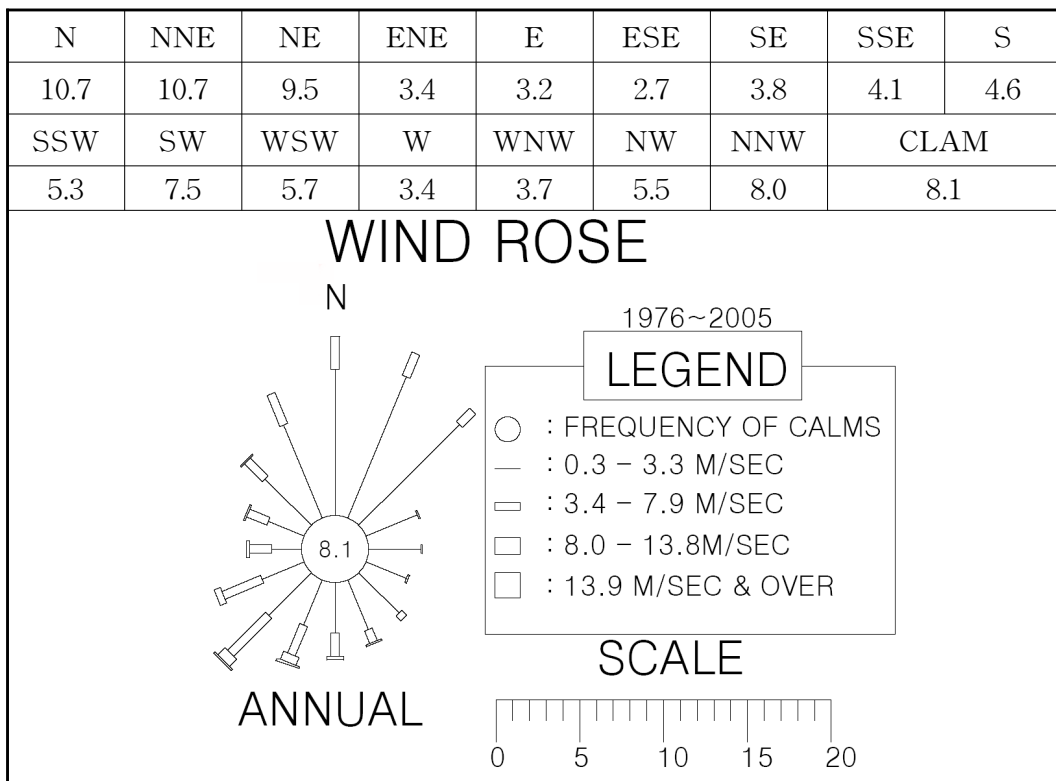 N NNE NE ENE E ESE SE SSE S
10.7 10.7 9.5 3.4 3.2 2.7 3.8 4.1 4.6
SSW SW WSW W WNW NW NNW CLAM
5.3 7.5 5.7 3.4 3.7 5.5 8.0 8.1
WIND ROSE
N
8.1
ANNUAL
1976~2005
LEGEND
: FREQUENCY OF CALMS
: 0.3 - 3.3 M/SEC
: 3.4 - 7.9 M/SEC
: 8.0 - 13.8M/SEC
: 13.9 M/SEC & OVER
SCALE
0 5 10 15 20